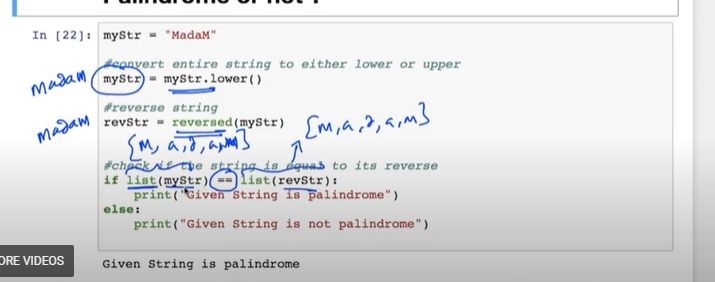 Palindrome or not ?
In [22]: myStr = "MadaM"
#convert entire string to either lower or upper
madam myStr = myStr.lower()
#reverse string
madam revStr = reversed(myStr) {m,a,d,a,m}
{m, a,d,a,m}
#check if the string is equal to its reverse
if list(myStr) == list(revStr):
print("Given String is palindrome")
else:
print("Given String is not palindrome")
ORE VIDEOS
Given String is palindrome